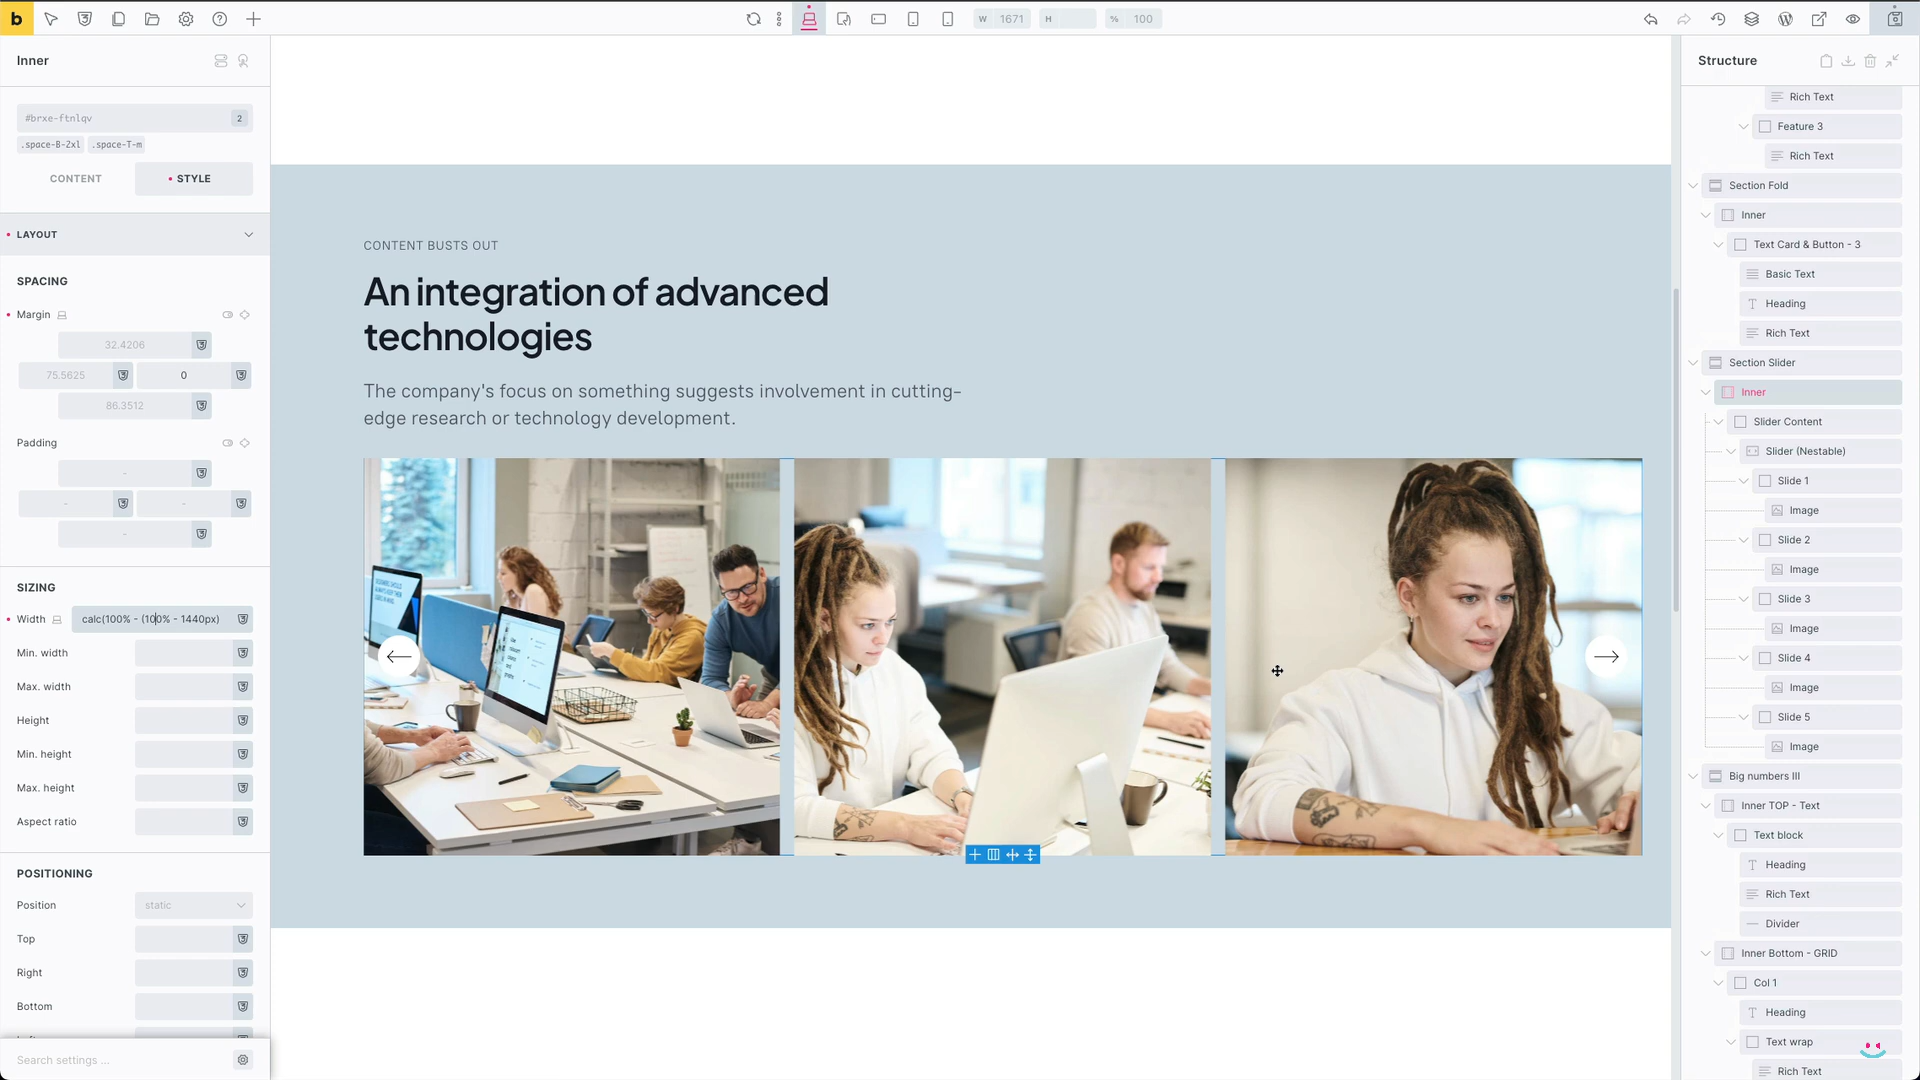 b
W 1671
H
% 100
Inner
#brxe-ftnlqv
2
.space-B-2xl
.space-T-m
CONTENT
STYLE
LAYOUT
SPACING
Margin
32.4206
75.5625
0
86.3512
Padding
-
-
-
-
SIZING
Width
calc(100% - (100% - 1440px)
Min. width
Max. width
Height
Min. height
Max. height
Aspect ratio
POSITIONING
Position
static
Top
Right
Bottom
Search settings ...
CONTENT BUSTS OUT
An integration of advanced
technologies
The company's focus on something suggests involvement in cutting-
edge research or technology development.
Structure
Rich Text
Feature 3
Rich Text
Section Fold
Inner
Text Card & Button - 3
Basic Text
Heading
Rich Text
Section Slider
Inner
Slider Content
Slider (Nestable)
Slide 1
Image
Slide 2
Image
Slide 3
Image
Slide 4
Image
Slide 5
Image
Big numbers III
Inner TOP - Text
Text block
Heading
Rich Text
Divider
Inner Bottom - GRID
Col 1
Heading
Text wrap
Rich Text